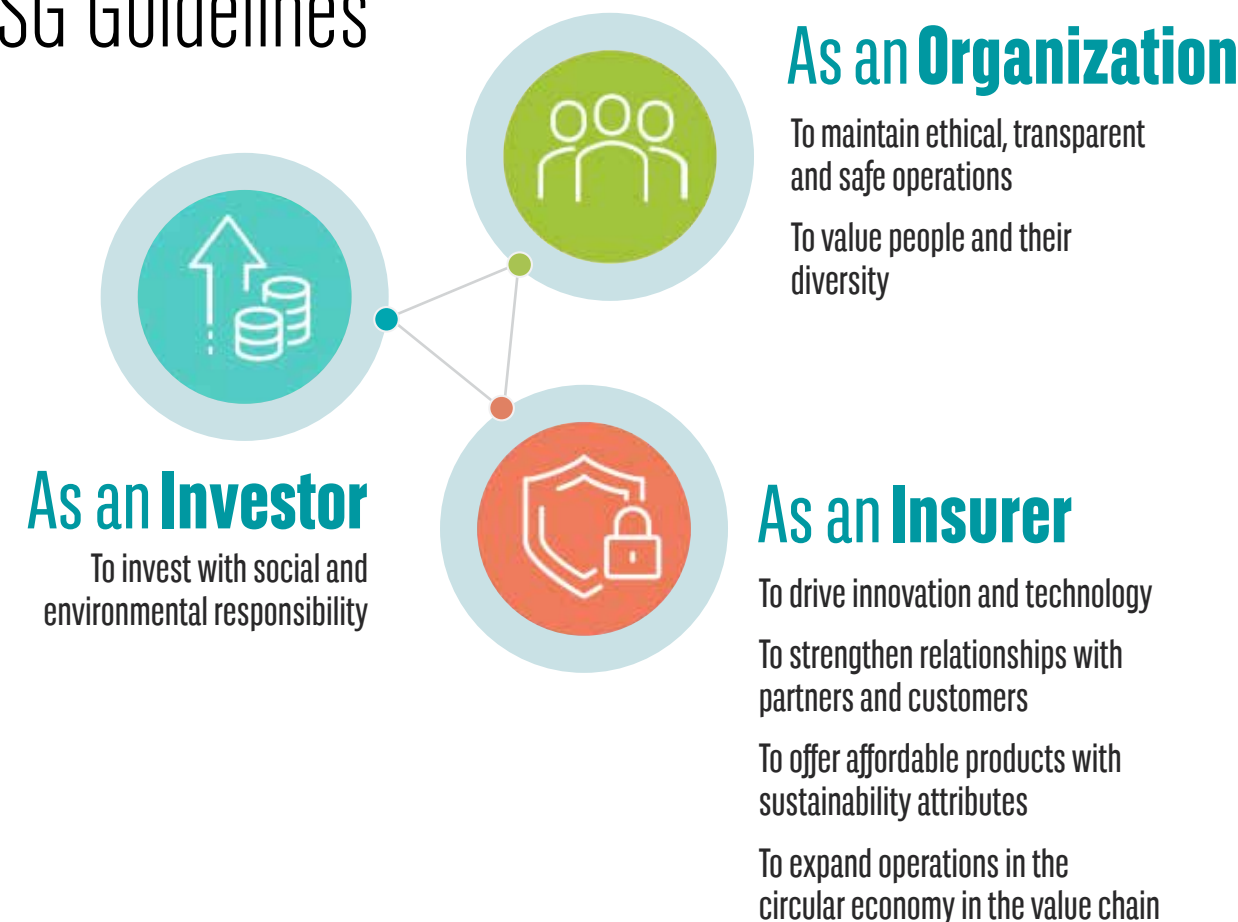 SG Guidelines
As an Organization
To maintain ethical, transparent
and safe operations
To value people and their
diversity
As an Investor
To invest with social and
environmental responsibility
As an Insurer
To drive innovation and technology
To strengthen relationships with
partners and customers
To offer affordable products with
sustainability attributes
To expand operations in the
circular economy in the value chain